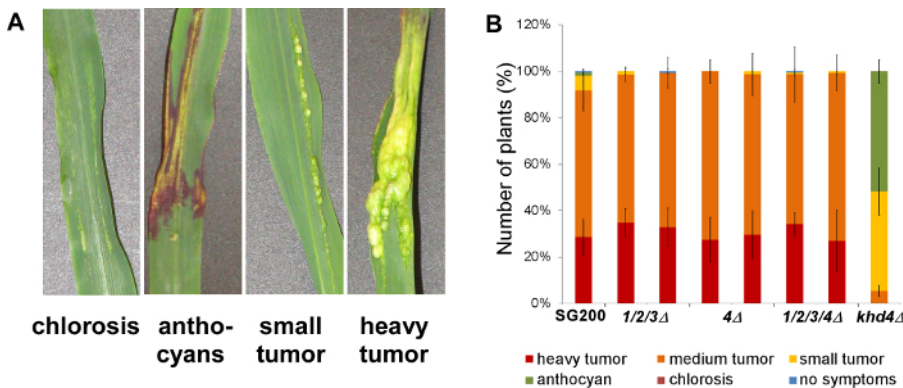 A
chlorosis
antho-
cyans
small
tumor
heavy
tumor
B
Number of plants (%)
120%
100%
80%
60%
40%
20%
0%
SG200 1/2/3Δ 4Δ 1/2/3/4Δ khd4Δ
heavy tumor medium tumor small tumor
anthocyan chlorosis no symptoms